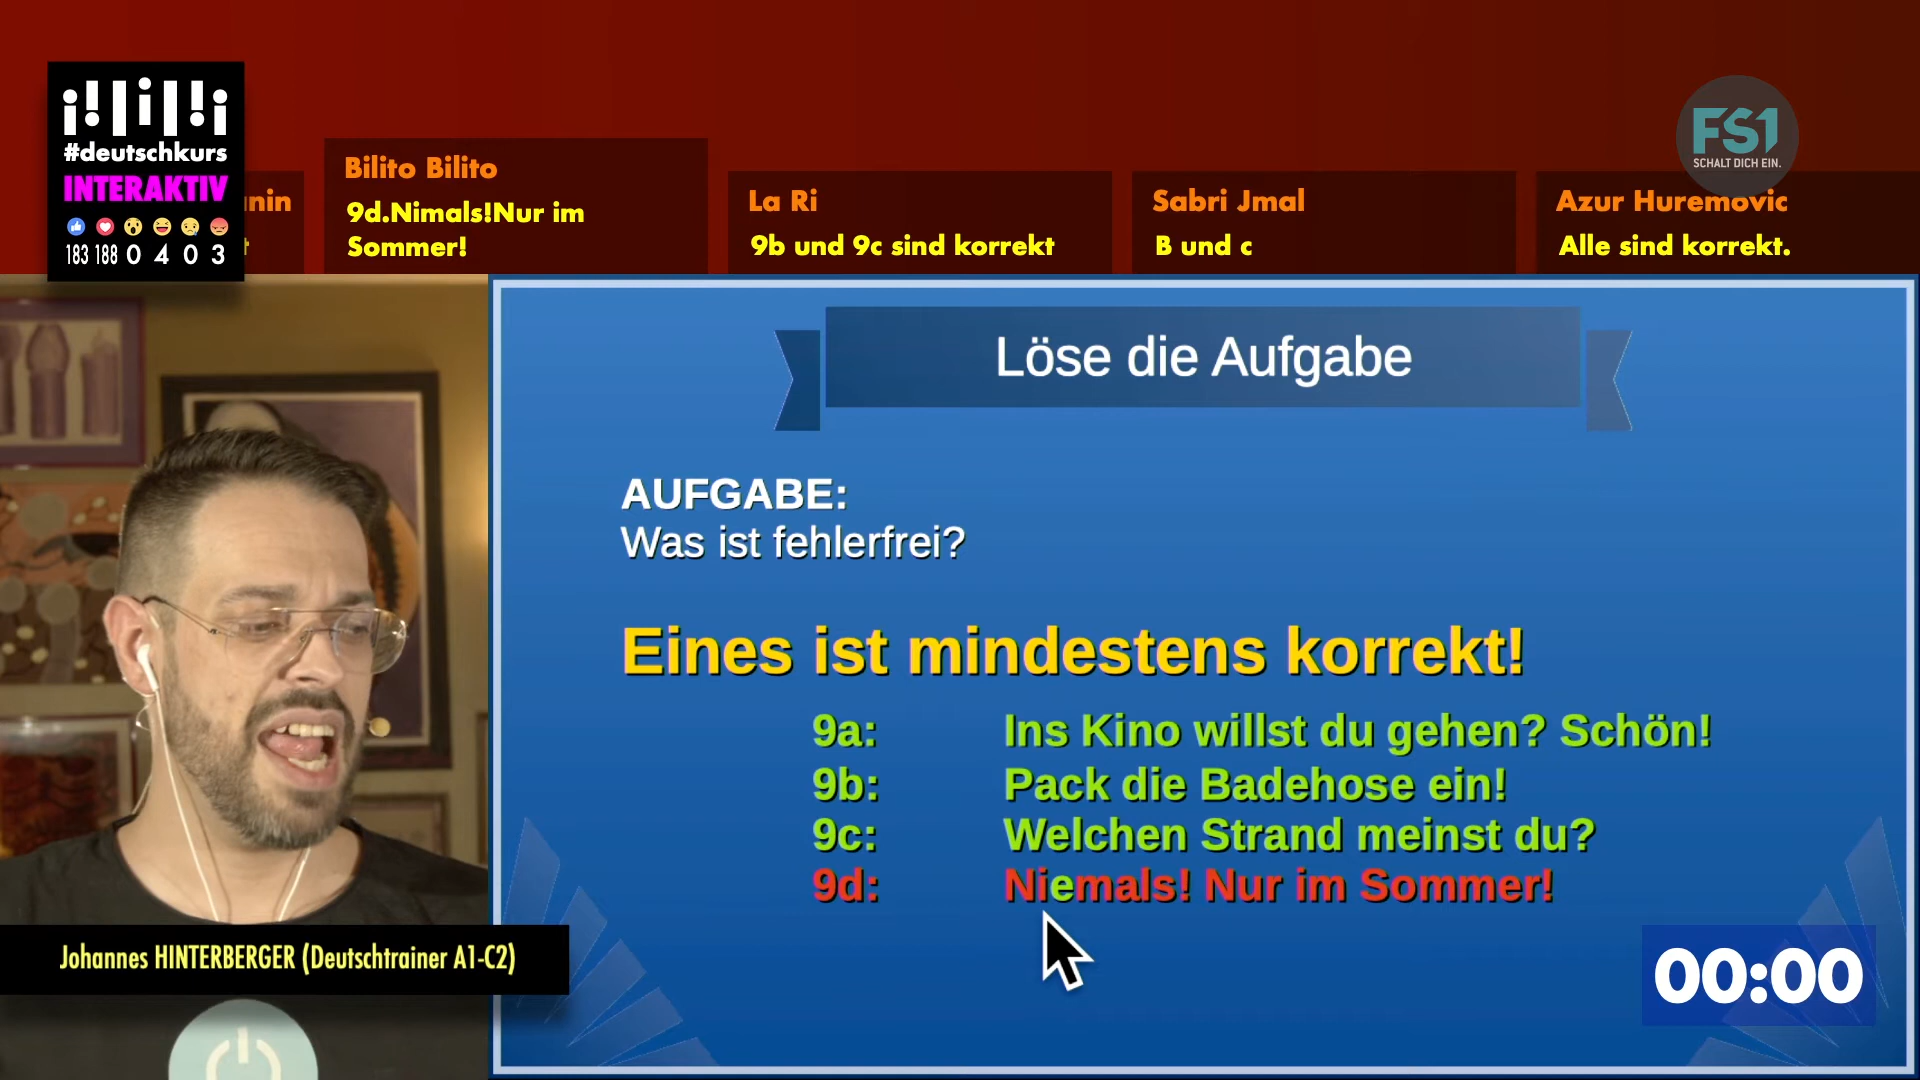 #deutschkurs
INTERAKTIV
183 188 0 4 0 3
Bilito Bilito
9d.Nimals!Nur im
Sommer!
La Ri
9b und 9c sind korrekt
Sabri Jmal
B und c
Azur Huremovic
Alle sind korrekt.
FS1
SCHALT DICH EIN.
Löse die Aufgabe
AUFGABE:
Was ist fehlerfrei?
Eines ist mindestens korrekt!
9a: Ins Kino willst du gehen? Schön!
9b: Pack die Badehose ein!
9c: Welchen Strand meinst du?
9d: Niemals! Nur im Sommer!
Johannes HINTERBERGER (Deutschtrainer A1-C2)
00:00